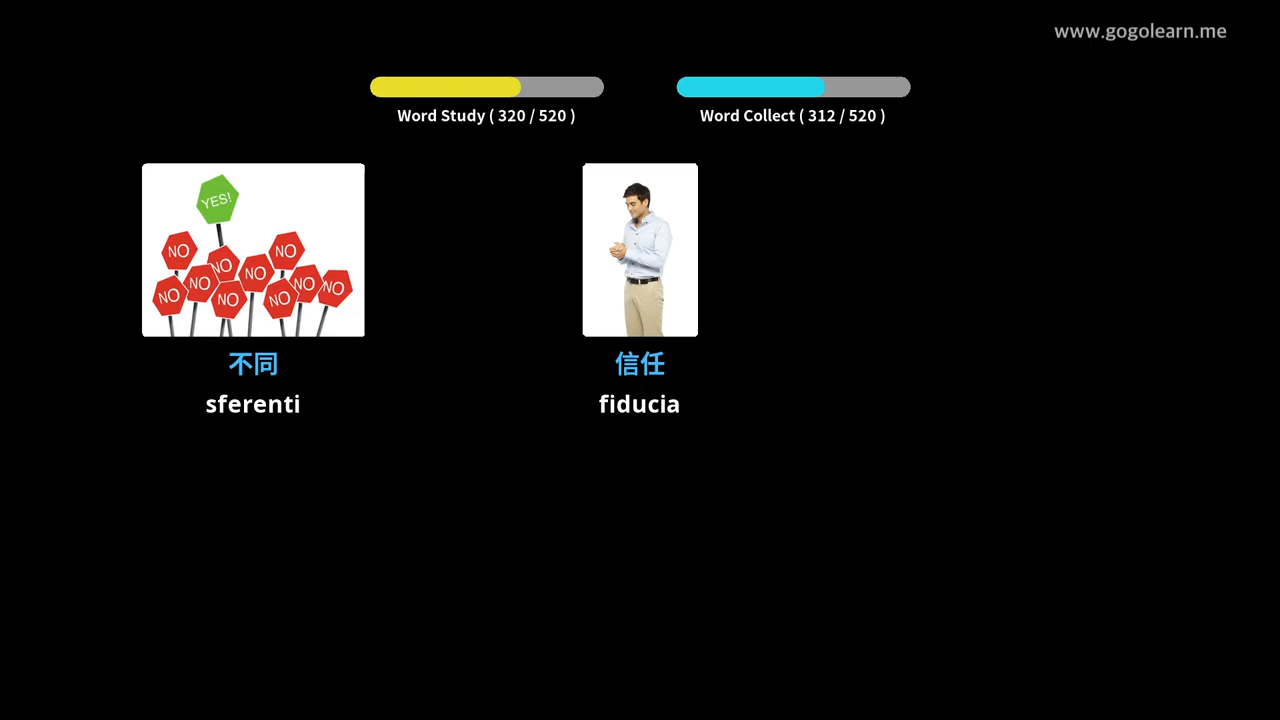 www.gogolearn.me
Word Study ( 320 / 520 )
Word Collect ( 312 / 520 )
YES!
NO
NO
NO
NO
NO
NO
NO
NO
NO
NO
不同
sferenti
信任
fiducia